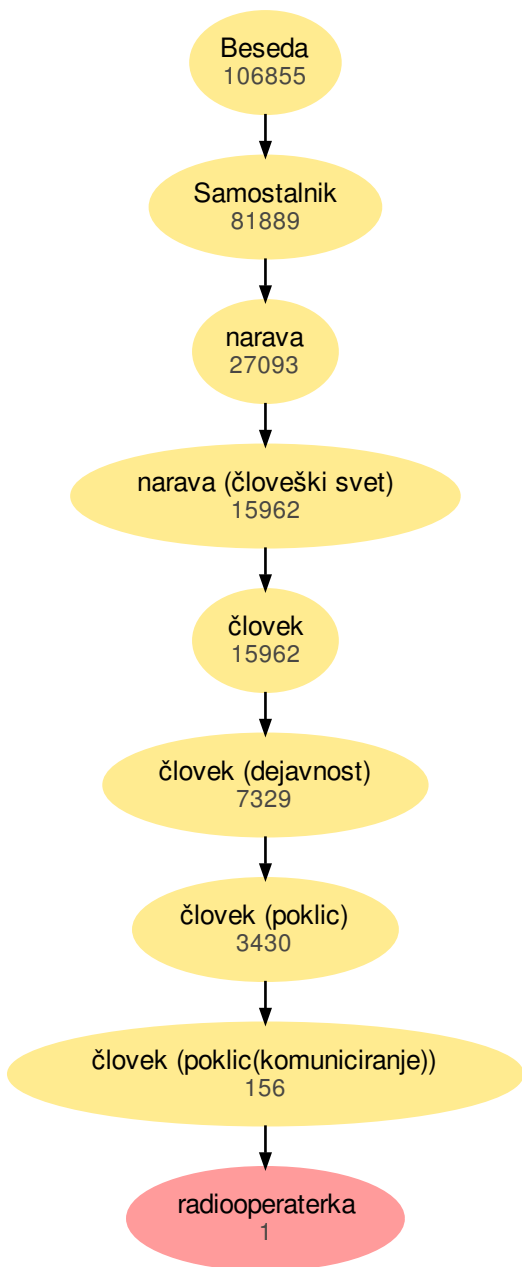 Beseda
106855
Samostalnik
81889
narava
27093
narava (človeški svet)
15962
človek
15962
človek (dejavnost)
7329
človek (poklic)
3430
človek (poklic(komuniciranje))
156
radiooperaterka
1